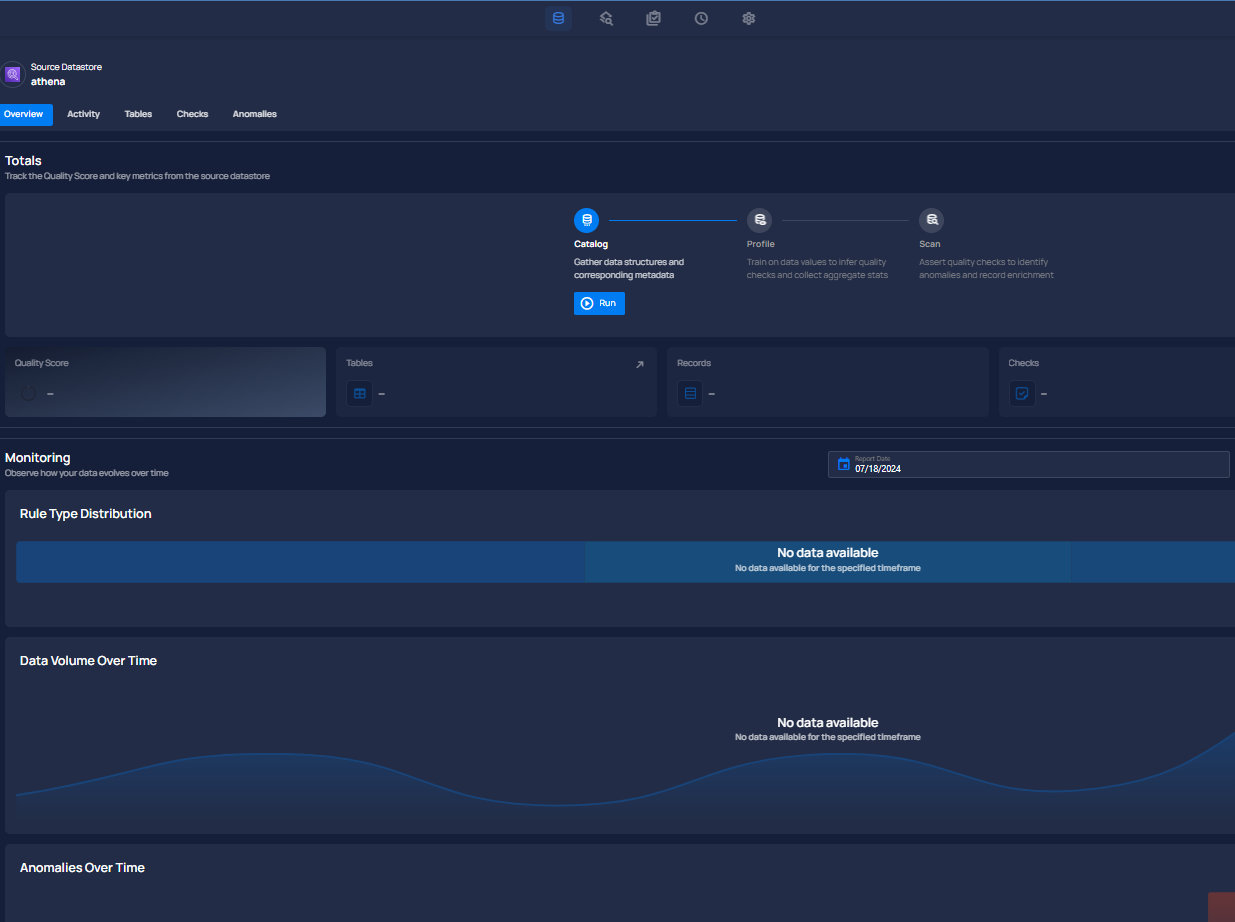 Source Datastore
athena
Overview Activity Tables Checks Anomalies
Totals
Track the Quality Score and key metrics from the source datastore
Catalog
Gather data structures and
corresponding metadata
Run
Profile
Train on data values to infer quality
checks and collect aggregate stats
Scan
Assert quality checks to identify
anomalies and record enrichment
Quality Score
–
Tables
–
Records
–
Checks
–
Monitoring
Observe how your data evolves over time
Report Date
07/18/2024
Rule Type Distribution
No data available
No data available for the specified timeframe
Data Volume Over Time
No data available
No data available for the specified timeframe
Anomalies Over Time